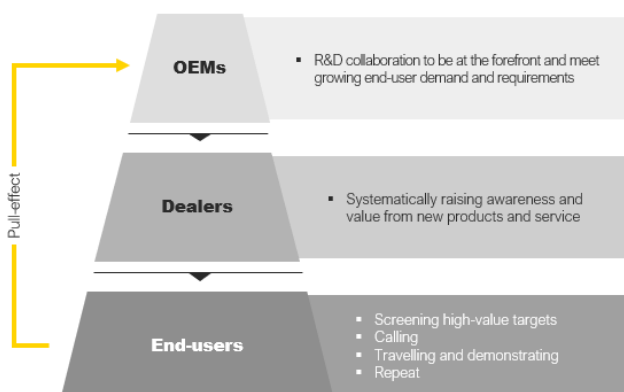 OEMs
▪ R&D collaboration to be at the forefront and meet
growing end-user demand and requirements
Pull-effect
Dealers
▪ Systematically raising awareness and
value from new products and service
End-users
▪ Screening high-value targets
▪ Calling
▪ Travelling and demonstrating
▪ Repeat